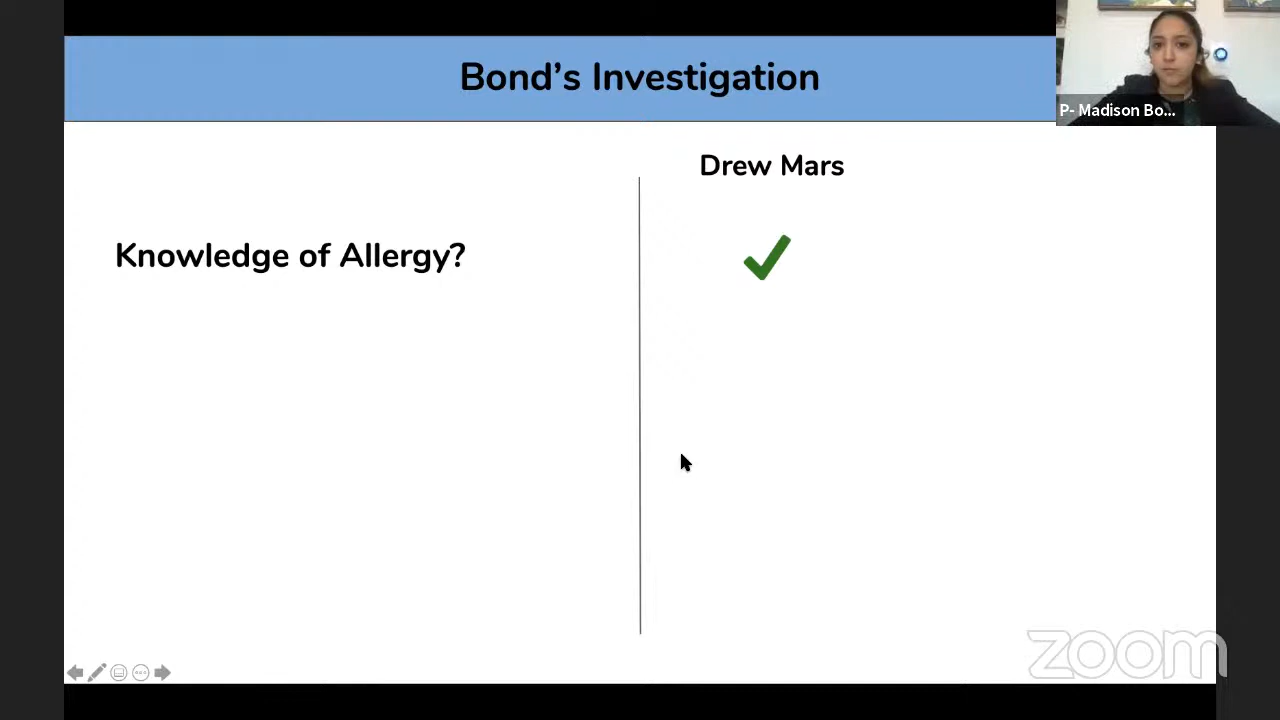 Bond's Investigation
P- Madison Bo...
Drew Mars
Knowledge of Allergy?
zoom